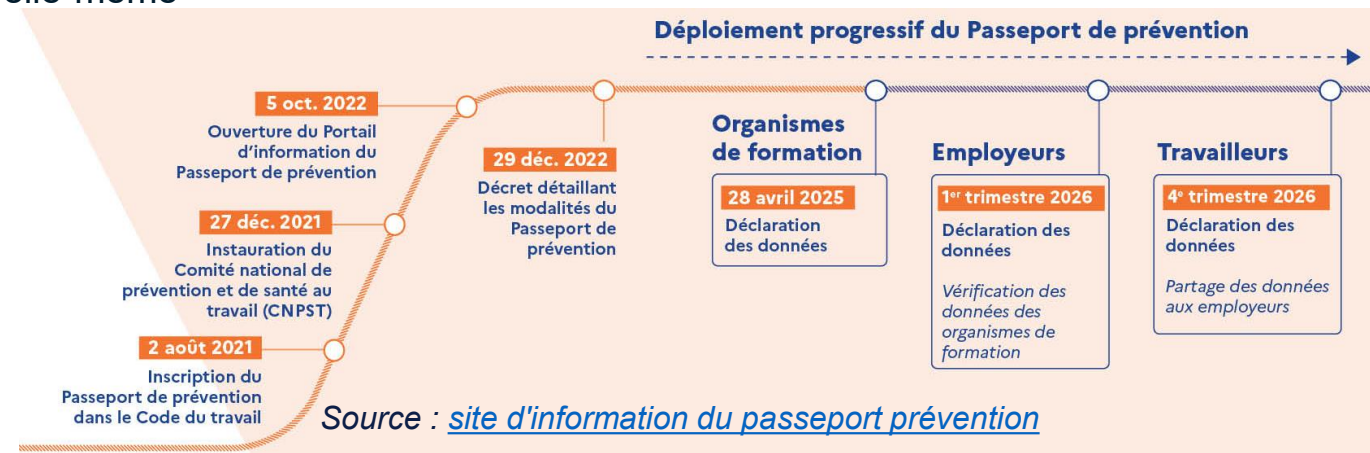 elle-même
Déploiement progressif du Passeport de prévention
5 oct. 2022
Ouverture du Portail
d'information du
Passeport de prévention
27 déc. 2021
Instauration du
Comité national de
prévention et de santé au
travail (CNPST)
2 août 2021
Inscription du
Passeport de prévention
dans le Code du travail
29 déc. 2022
Décret détaillant
les modalités du
Passeport de
prévention
Organismes
de formation
28 avril 2025
Déclaration
des données
Employeurs
1er trimestre 2026
Déclaration des
données
Vérification des
données des
organismes de
formation
Travailleurs
4e trimestre 2026
Déclaration des
données
Partage des données
aux employeurs
Source : site d'information du passeport prévention